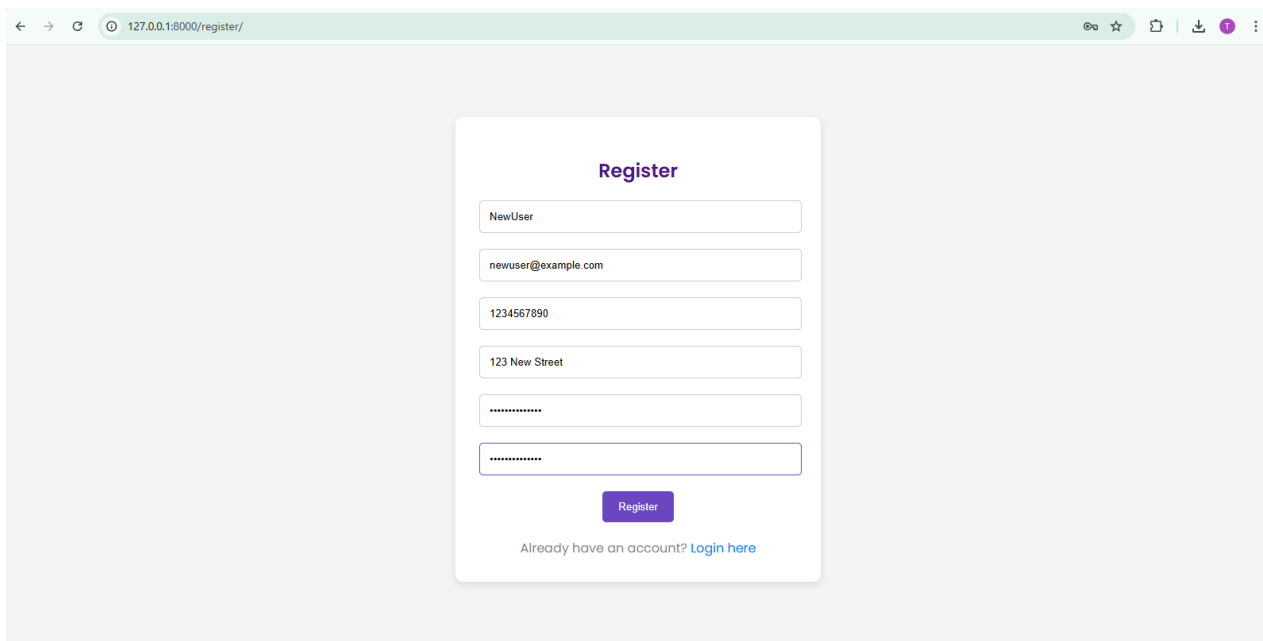 127.0.0.1:8000/register/
T
Register
NewUser
newuser@example.com
1234567890
123 New Street
••••••••••••••
••••••••••••••
Register
Already have an account? Login here